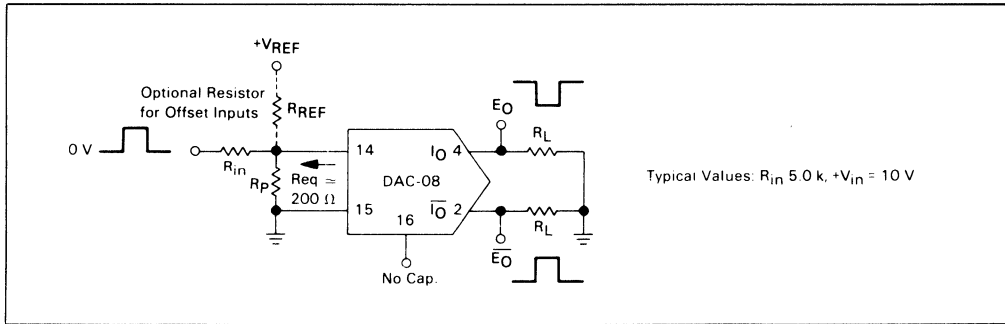 +VREF
Optional Resistor
for Offset Inputs
RREF
0 V
Rin
RP
Req =
200 Ω
14
15
16
DAC-08
IO 4
IO 2
EO
RL
RL
EO
No Cap.
Typical Values: Rin 5.0 k, +Vin = 10 V